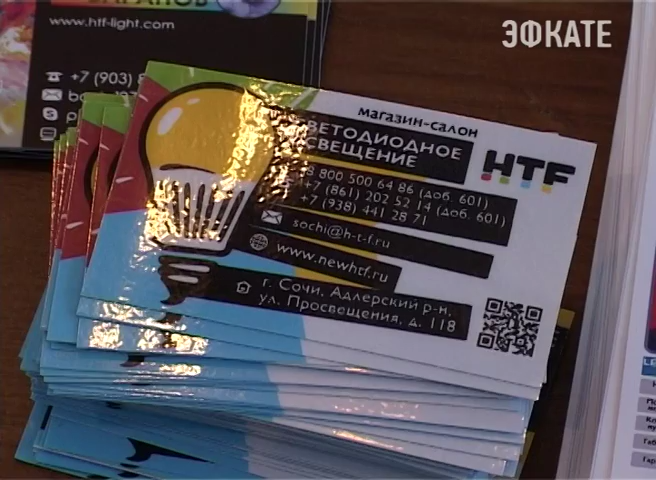 www.htf-light.com
ЭФКАТЕ
+7 (903)
магазин-салон
СВЕЩЕНИЕ
HTF
8 800 500 64 86 (доб. 601)
+7 (861) 202 52 14 (доб. 601)
+7 (938) 441 28 71
sochi@h-t-f.ru
www.newhtf.ru
г. Сочи, Адлерский р-н,
ул. Просвещения, д. 118